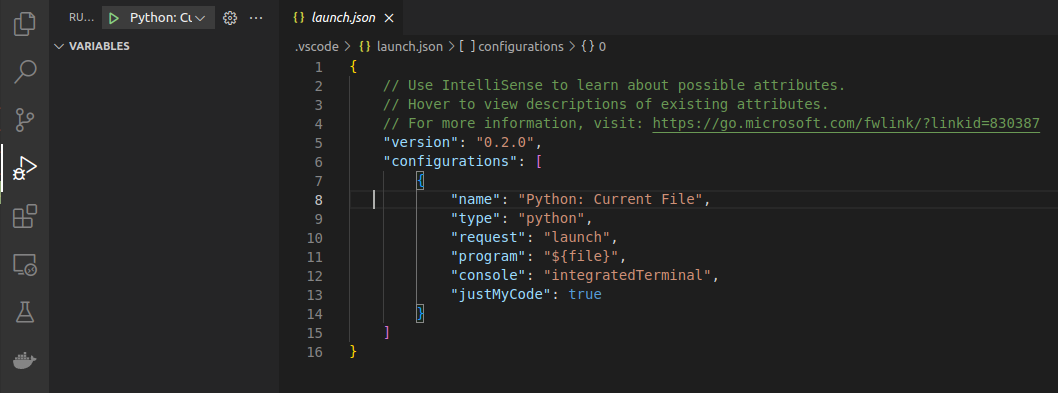 RU... Python: Cu ...
VARIABLES
{} launch.json ×
.vscode > {} launch.json > [ ] configurations > {} 0
1 {
2 // Use IntelliSense to learn about possible attributes.
3 // Hover to view descriptions of existing attributes.
4 // For more information, visit: https://go.microsoft.com/fwlink/?linkid=830387
5 "version": "0.2.0",
6 "configurations": [
7 {
8 "name": "Python: Current File",
9 "type": "python",
10 "request": "launch",
11 "program": "${file}",
12 "console": "integratedTerminal",
13 "justMyCode": true
14 }
15 ]
16 }